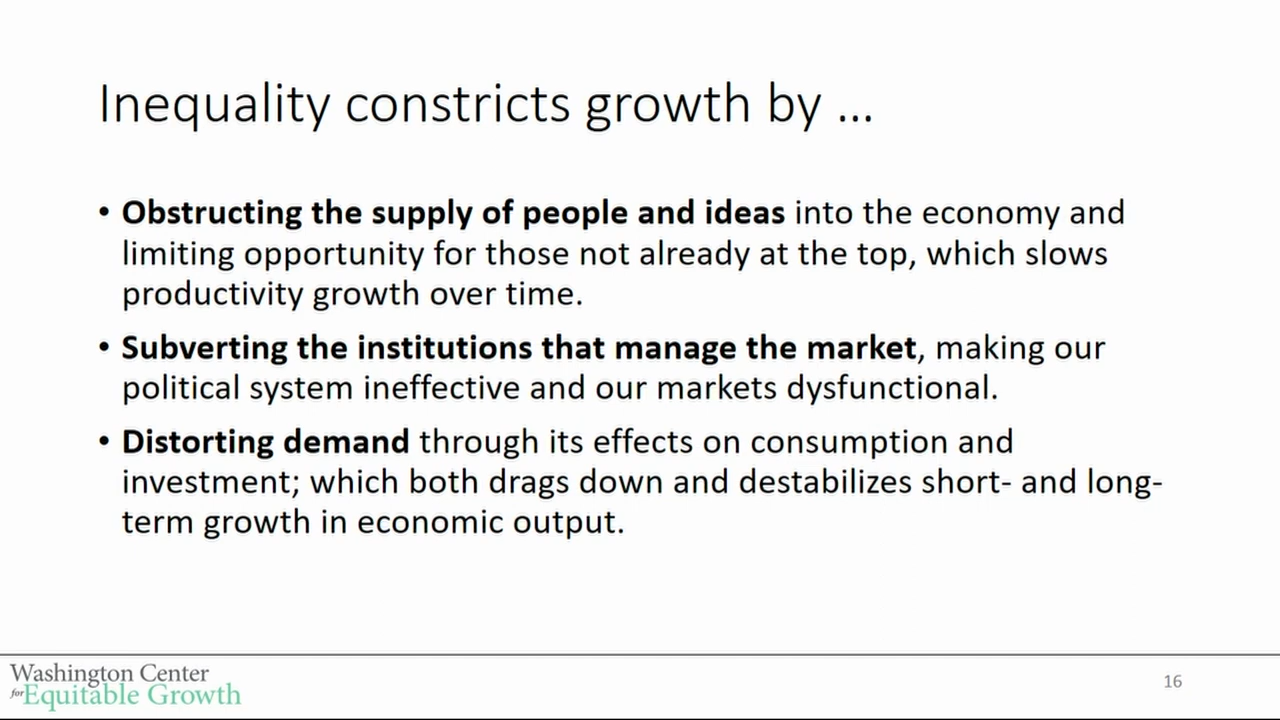 Inequality constricts growth by ...
• Obstructing the supply of people and ideas into the economy and
limiting opportunity for those not already at the top, which slows
productivity growth over time.
• Subverting the institutions that manage the market, making our
political system ineffective and our markets dysfunctional.
• Distorting demand through its effects on consumption and
investment; which both drags down and destabilizes short- and long-
term growth in economic output.
Washington Center
for Equitable Growth
16